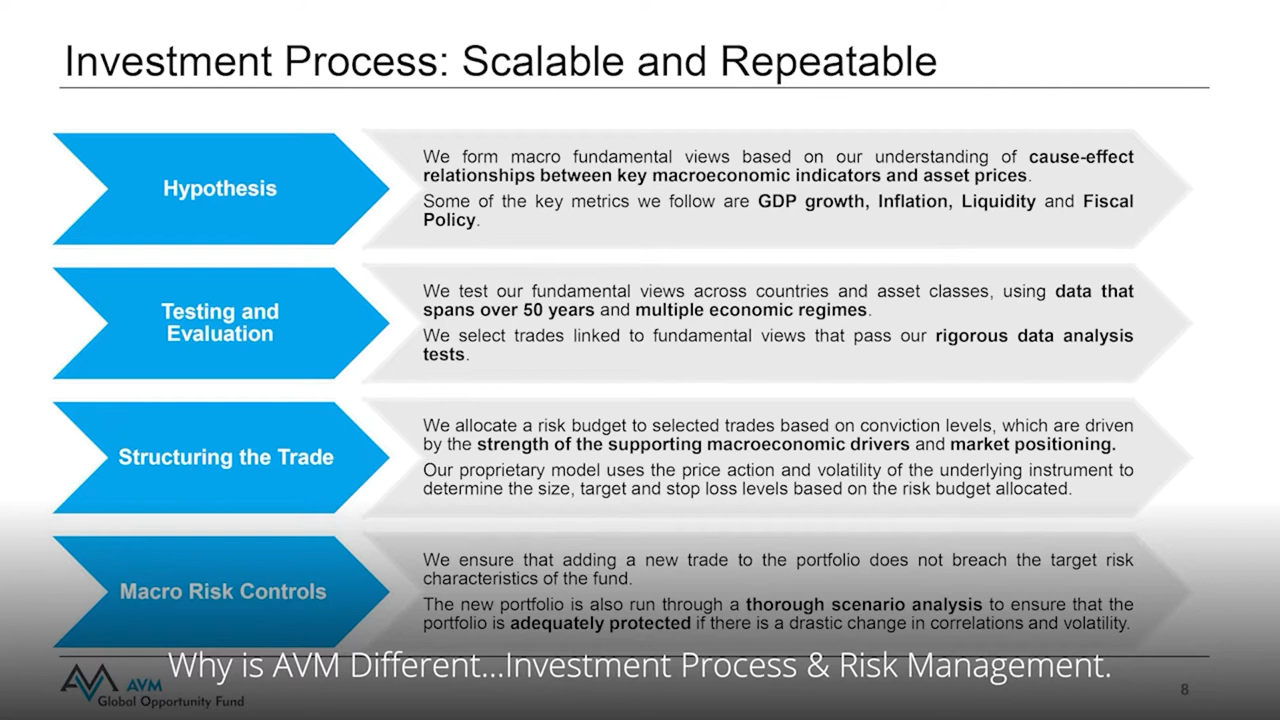 Investment Process: Scalable and Repeatable
Hypothesis
We form macro fundamental views based on our understanding of cause-effect
relationships between key macroeconomic indicators and asset prices.
Some of the key metrics we follow are GDP growth, Inflation, Liquidity and Fiscal
Policy.
Testing and
Evaluation
We test our fundamental views across countries and asset classes, using data that
spans over 50 years and multiple economic regimes.
We select trades linked to fundamental views that pass our rigorous data analysis
tests.
Structuring the Trade
We allocate a risk budget to selected trades based on conviction levels, which are driven
by the strength of the supporting macroeconomic drivers and market positioning.
Our proprietary model uses the price action and volatility of the underlying instrument to
determine the size, target and stop loss levels based on the risk budget allocated.
Macro Risk Controls
We ensure that adding a new trade to the portfolio does not breach the target risk
characteristics of the fund.
The new portfolio is also run through a thorough scenario analysis to ensure that the
portfolio is adequately protected if there is a drastic change in correlations and volatility.
Why is AVM Different...Investment Process & Risk Management.
AVM
Global Opportunity Fund
8